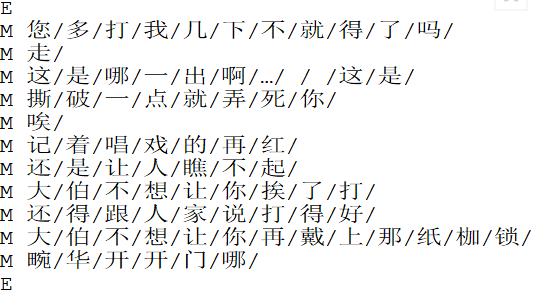 E
M 您/多/打/我/几/下/不/就/得/了/吗/
M 走/
M 这/是/哪/一/出/啊/…/ / /这/是/
M 撕/破/一/点/就/弄/死/你/
M 唉/
M 记/着/唱/戏/的/再/红/
M 还/是/让/人/瞧/不/起/
M 大/伯/不/想/让/你/挨/了/打/
M 还/得/跟/人/家/说/打/得/好/
M 大/伯/不/想/让/你/再/戴/上/那/纸/枷/锁/
M 畹/华/开/开/门/哪/
E